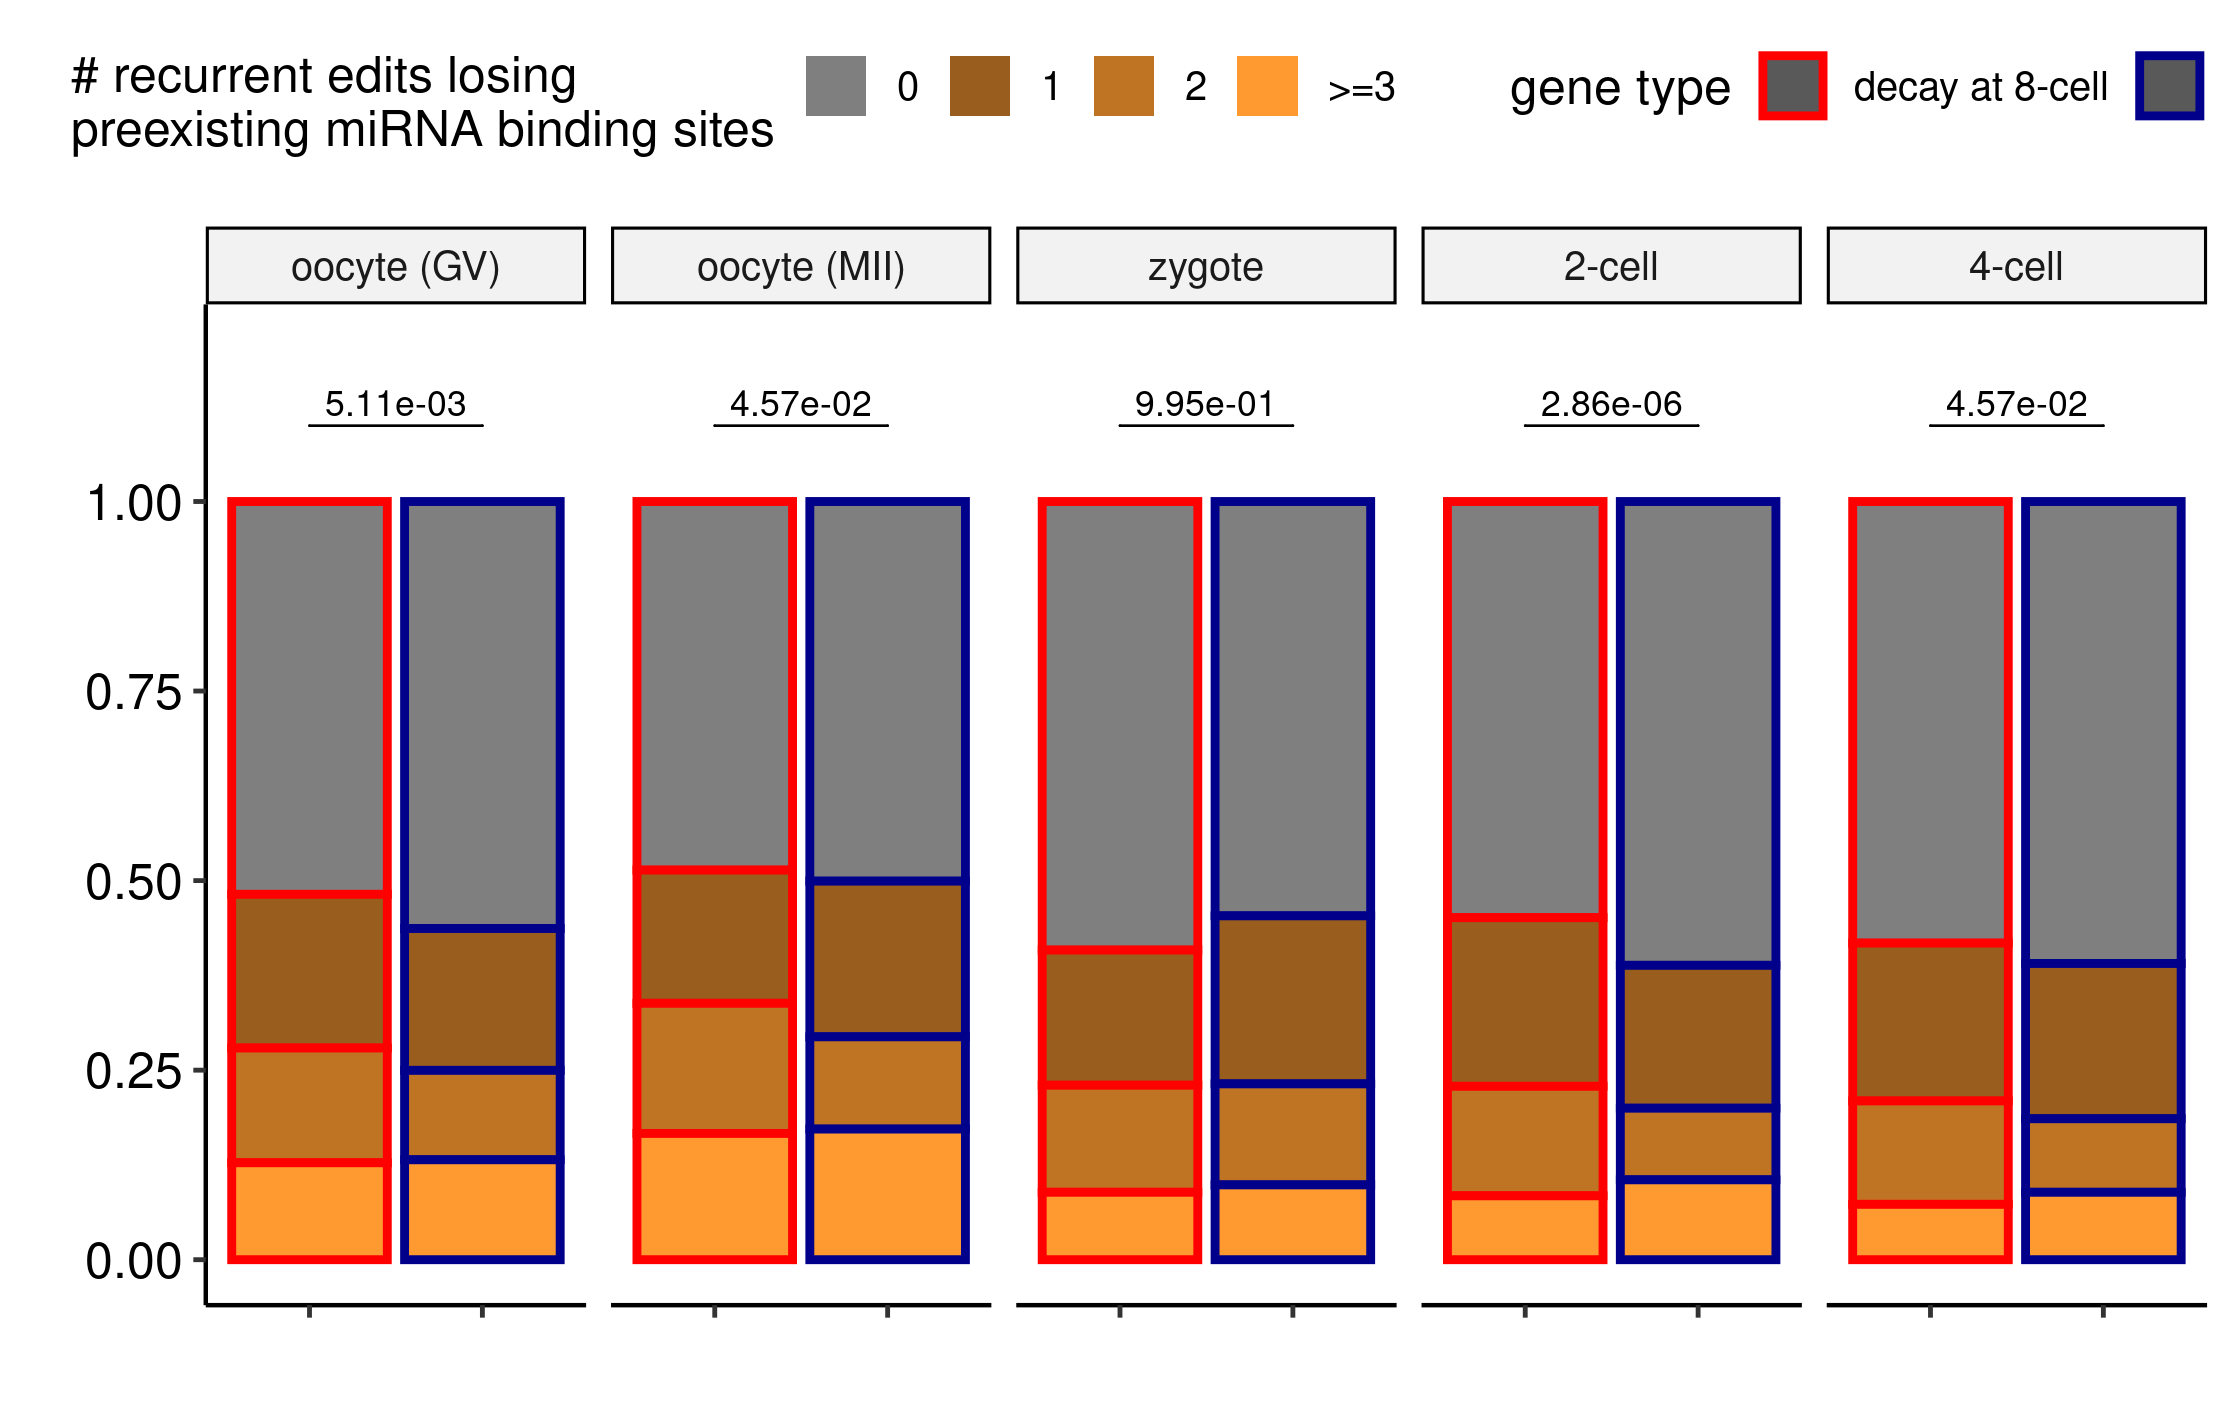 # recurrent edits losing
preexisting miRNA binding sites
0 1 2 >=3
gene type decay at 8-cell
oocyte (GV) oocyte (MII) zygote 2-cell 4-cell
5.11e-03 4.57e-02 9.95e-01 2.86e-06 4.57e-02
1.00
0.75
0.50
0.25
0.00